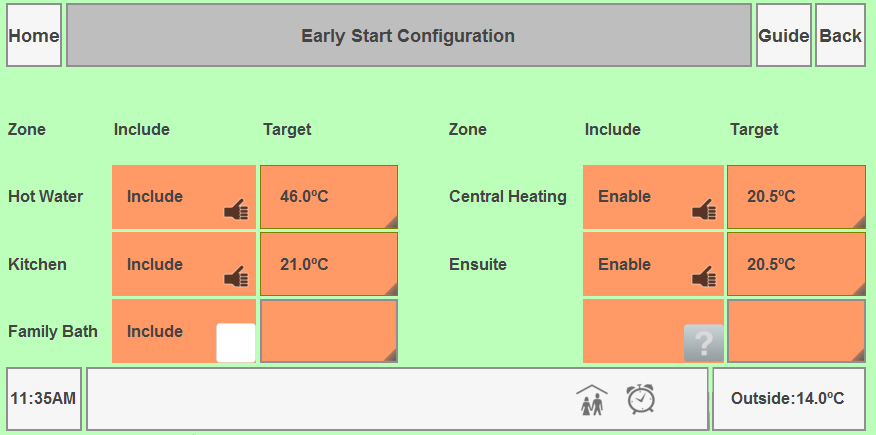 Home Early Start Configuration Guide Back
Zone Include Target Zone Include Target
Hot Water Include 46.0ºC Central Heating Enable 20.5ºC
Kitchen Include 21.0ºC Ensuite Enable 20.5ºC
Family Bath Include ?
11:35AM Outside:14.0ºC